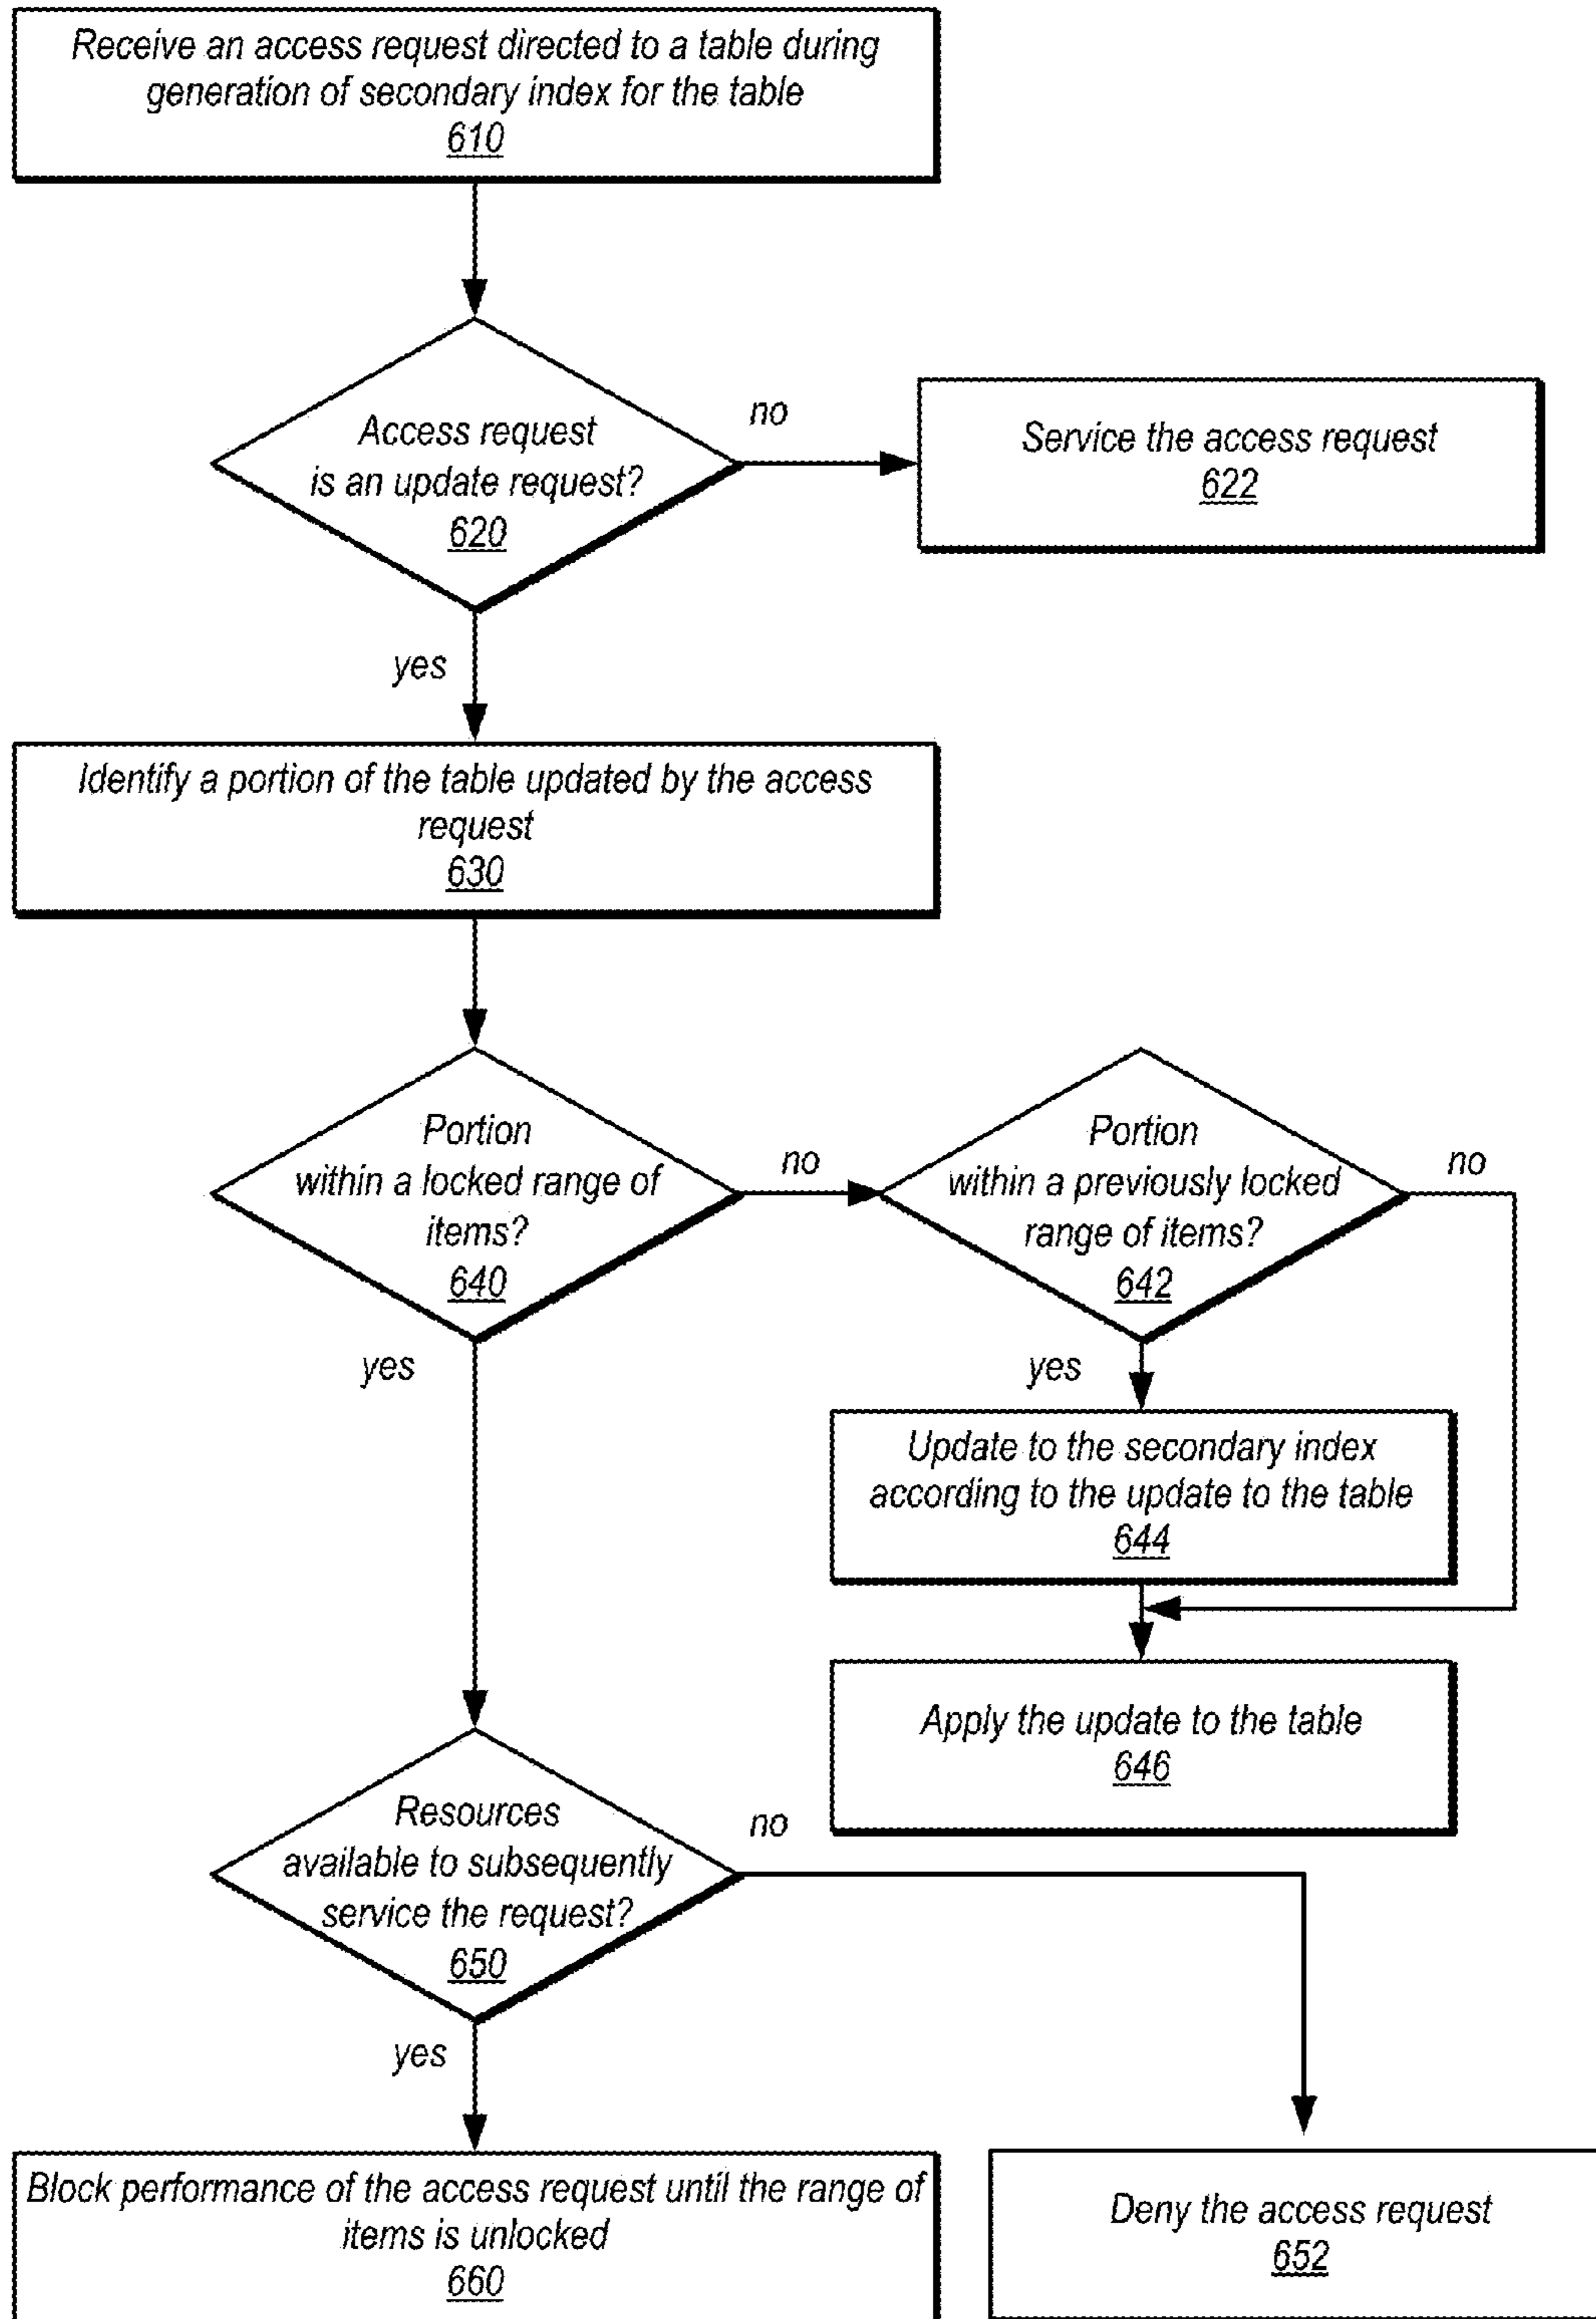 Receive an access request directed to a table during
generation of secondary index for the table
610
Access request
is an update request?
620
no
Service the access request
622
yes
Identify a portion of the table updated by the access
request
630
Portion
within a locked range of
items?
640
no
Portion
within a previously locked
range of items?
642
no
yes
yes
Update to the secondary index
according to the update to the table
644
Apply the update to the table
646
Resources
available to subsequently
service the request?
650
no
yes
Block performance of the access request until the range of
items is unlocked
660
Deny the access request
652